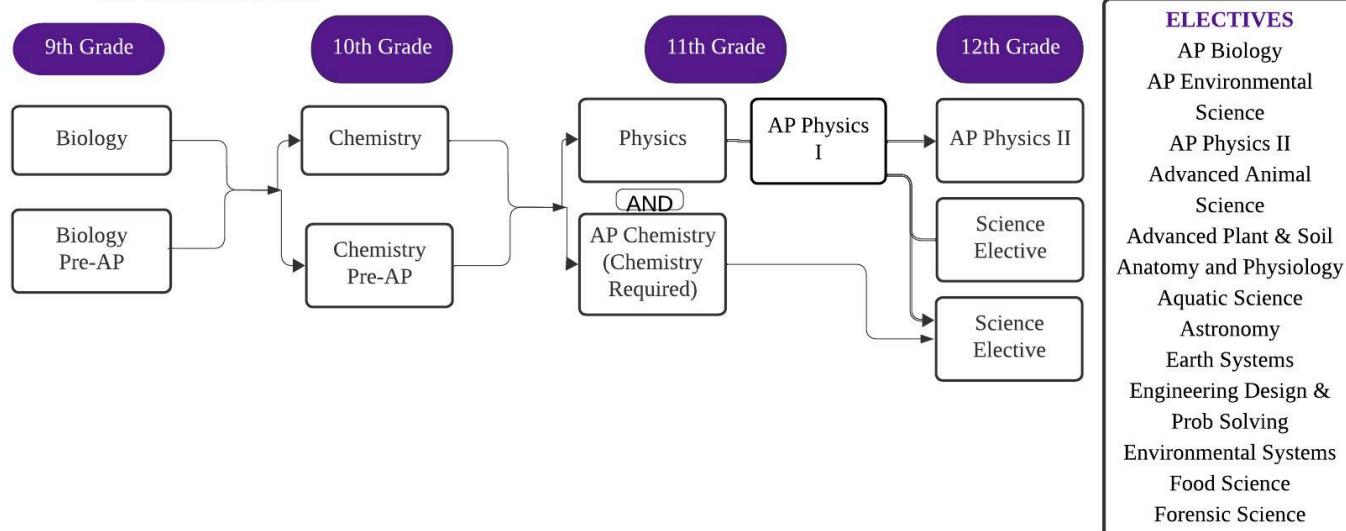 9th Grade
10th Grade
11th Grade
12th Grade
Biology
Biology
Pre-AP
Chemistry
Chemistry
Pre-AP
Physics
AND
AP Chemistry
(Chemistry
Required)
AP Physics
I
AP Physics II
Science
Elective
Science
Elective
ELECTIVES
AP Biology
AP Environmental
Science
AP Physics II
Advanced Animal
Science
Advanced Plant & Soil
Anatomy and Physiology
Aquatic Science
Astronomy
Earth Systems
Engineering Design &
Prob Solving
Environmental Systems
Food Science
Forensic Science